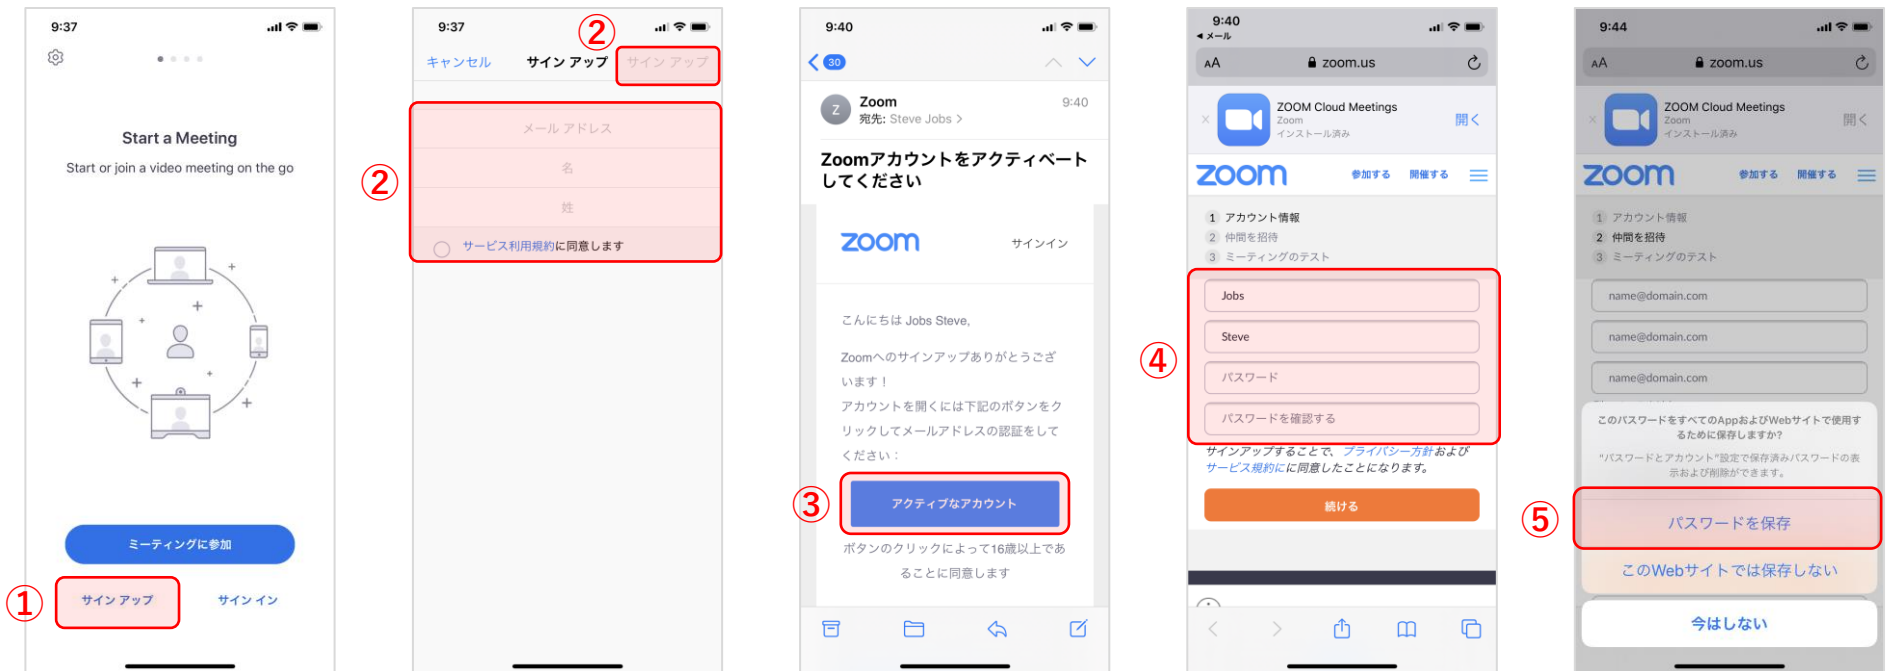 9:37
Start a Meeting
Start or join a video meeting on the go
ミーティングに参加
①
サイン アップ
サイン イン
9:37
②
キャンセル
サイン アップ
サイン アップ
②
メール アドレス
名
姓
サービス利用規約に同意します
9:40
30
Z
Zoom
9:40
宛先: Steve Jobs >
Zoomアカウントをアクティベート
してください
zoom
サインイン
こんにちは Jobs Steve,
Zoomへのサインアップありがとうござ
います！
アカウントを開くには下記のボタンをク
リックしてメールアドレスの認証をして
ください：
③
アクティブなアカウント
ボタンのクリックによって16歳以上であ
ることに同意します
9:40
◀ メール
AA
zoom.us
×
ZOOM Cloud Meetings
Zoom
インストール済み
開く
zoom
参加する
開催する
1 アカウント情報
2 仲間を招待
3 ミーティングのテスト
④
Jobs
Steve
パスワード
パスワードを確認する
サインアップすることで、プライバシー方針および
サービス規約にに同意したことになります。
続ける
9:44
AA
zoom.us
×
ZOOM Cloud Meetings
Zoom
インストール済み
開く
zoom
参加する
開催する
1 アカウント情報
2 仲間を招待
3 ミーティングのテスト
name@domain.com
name@domain.com
name@domain.com
このパスワードをすべてのAppおよびWebサイトで使用す
るために保存しますか?
"パスワードとアカウント"設定で保存済みパスワードの表
示および削除ができます。
⑤
パスワードを保存
このWebサイトでは保存しない
今はしない